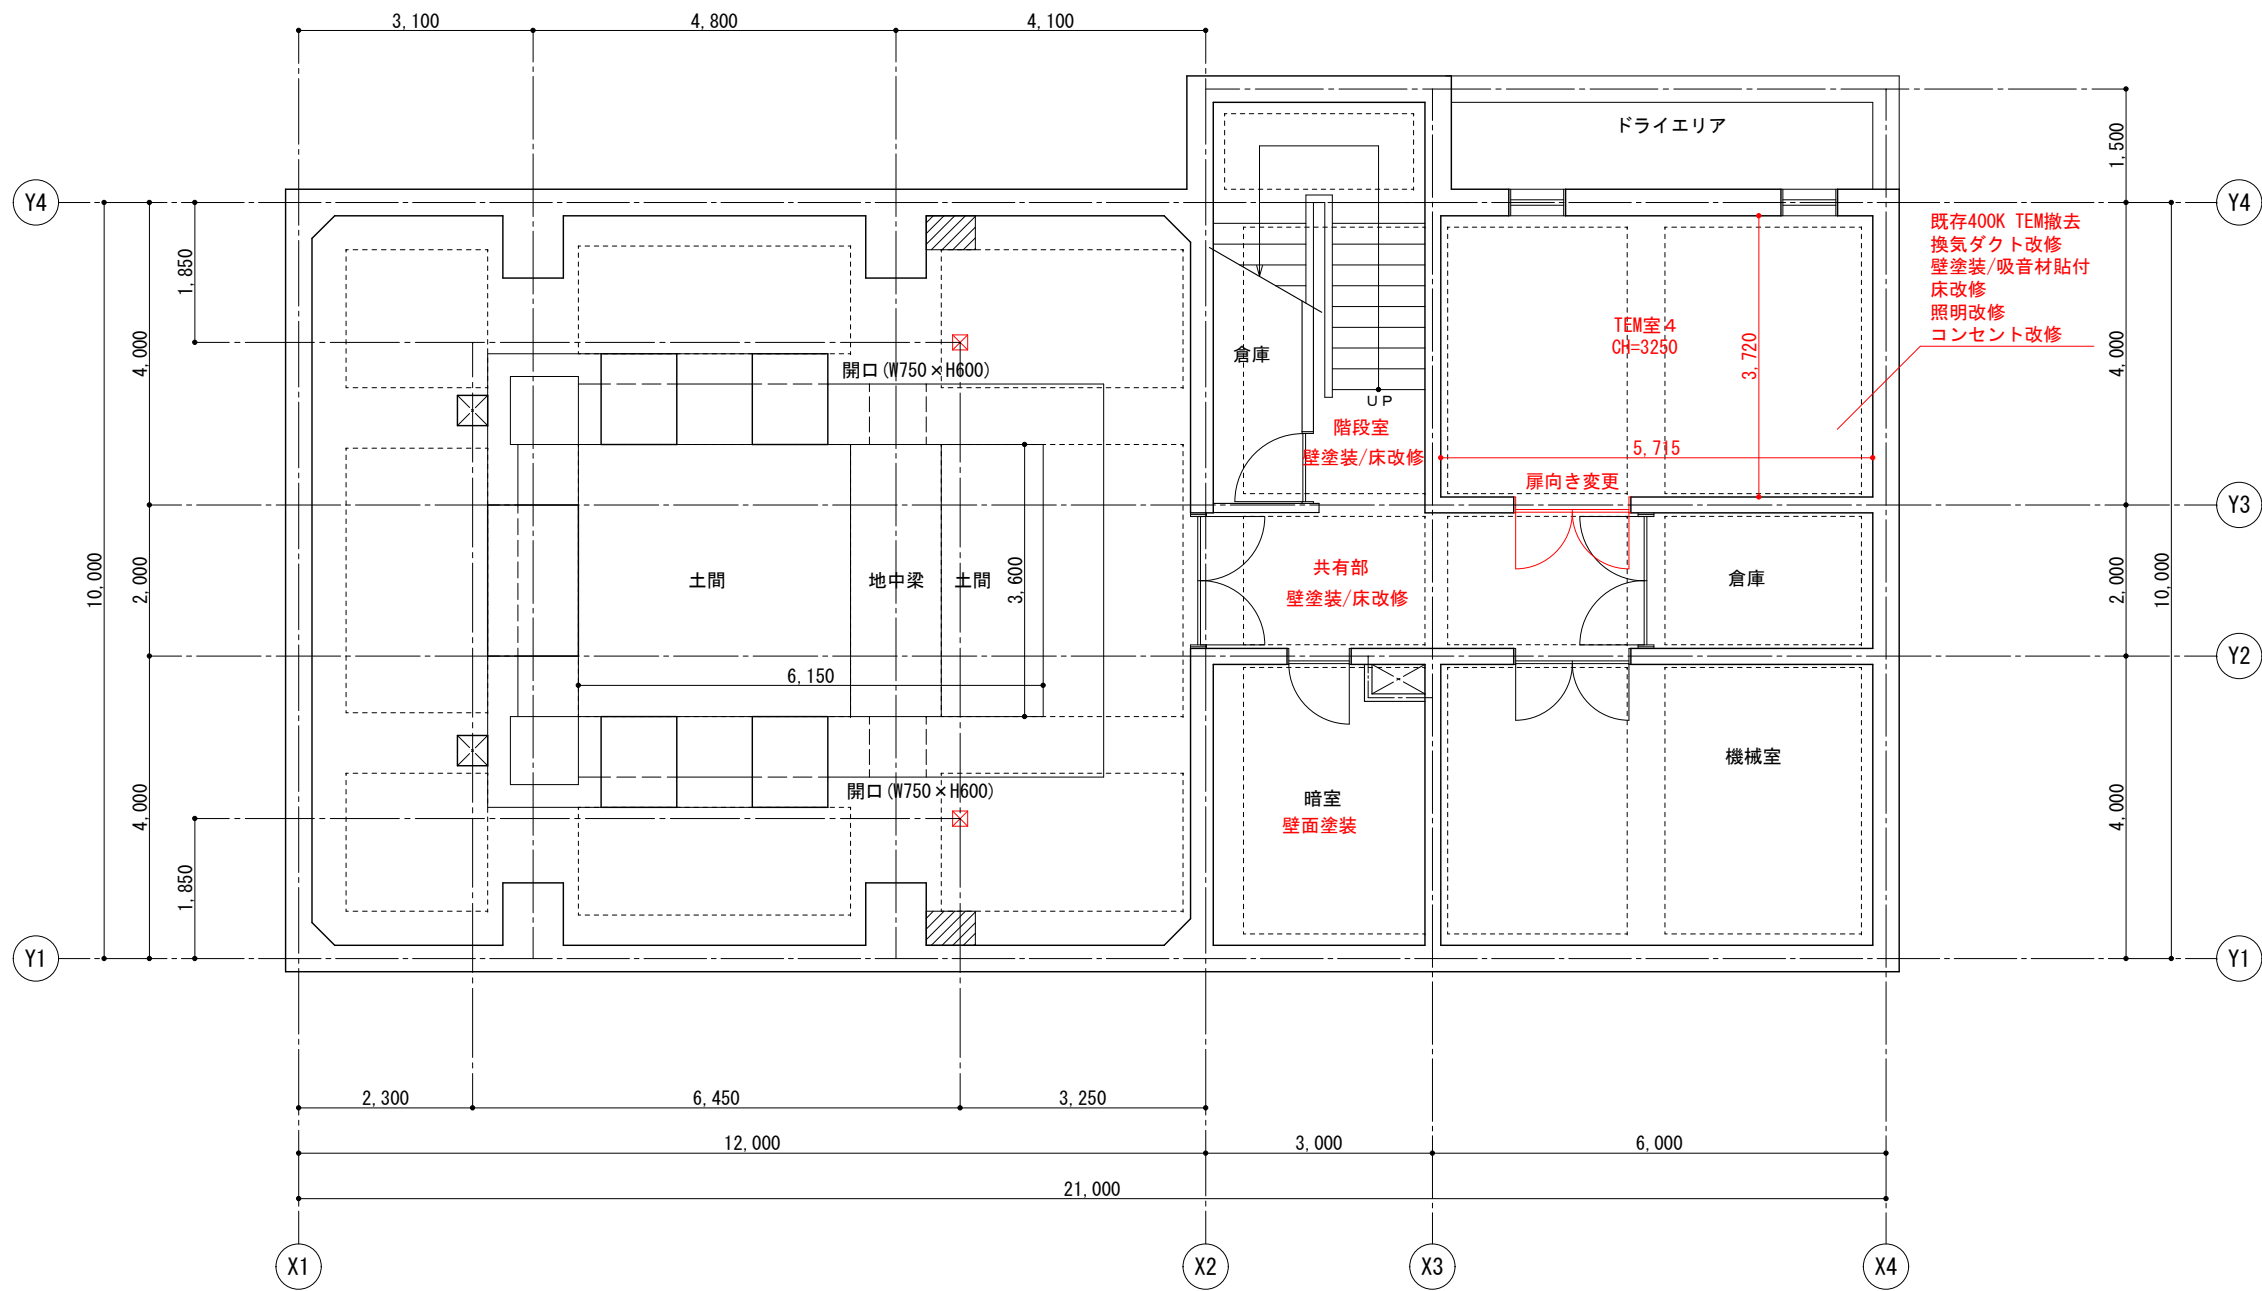 3,100
4,800
4,100
ドライエリア
1,500
Y4
Y4
既存400K TEM撤去
換気ダクト改修
壁塗装/吸音材貼付
床改修
照明改修
コンセント改修
1,850
4,000
TEM室4
CH=3250
3,720
4,000
倉庫
開口(W750×H600)
UP
階段室
壁塗装/床改修
5,715
扉向き変更
Y3
10,000
2,000
土間
地中梁
土間
3,600
共有部
壁塗装/床改修
倉庫
2,000
10,000
Y2
6,150
機械室
開口(W750×H600)
暗室
壁面塗装
4,000
1,850
4,000
Y1
Y1
2,300
6,450
3,250
12,000
3,000
6,000
21,000
X1
X2
X3
X4